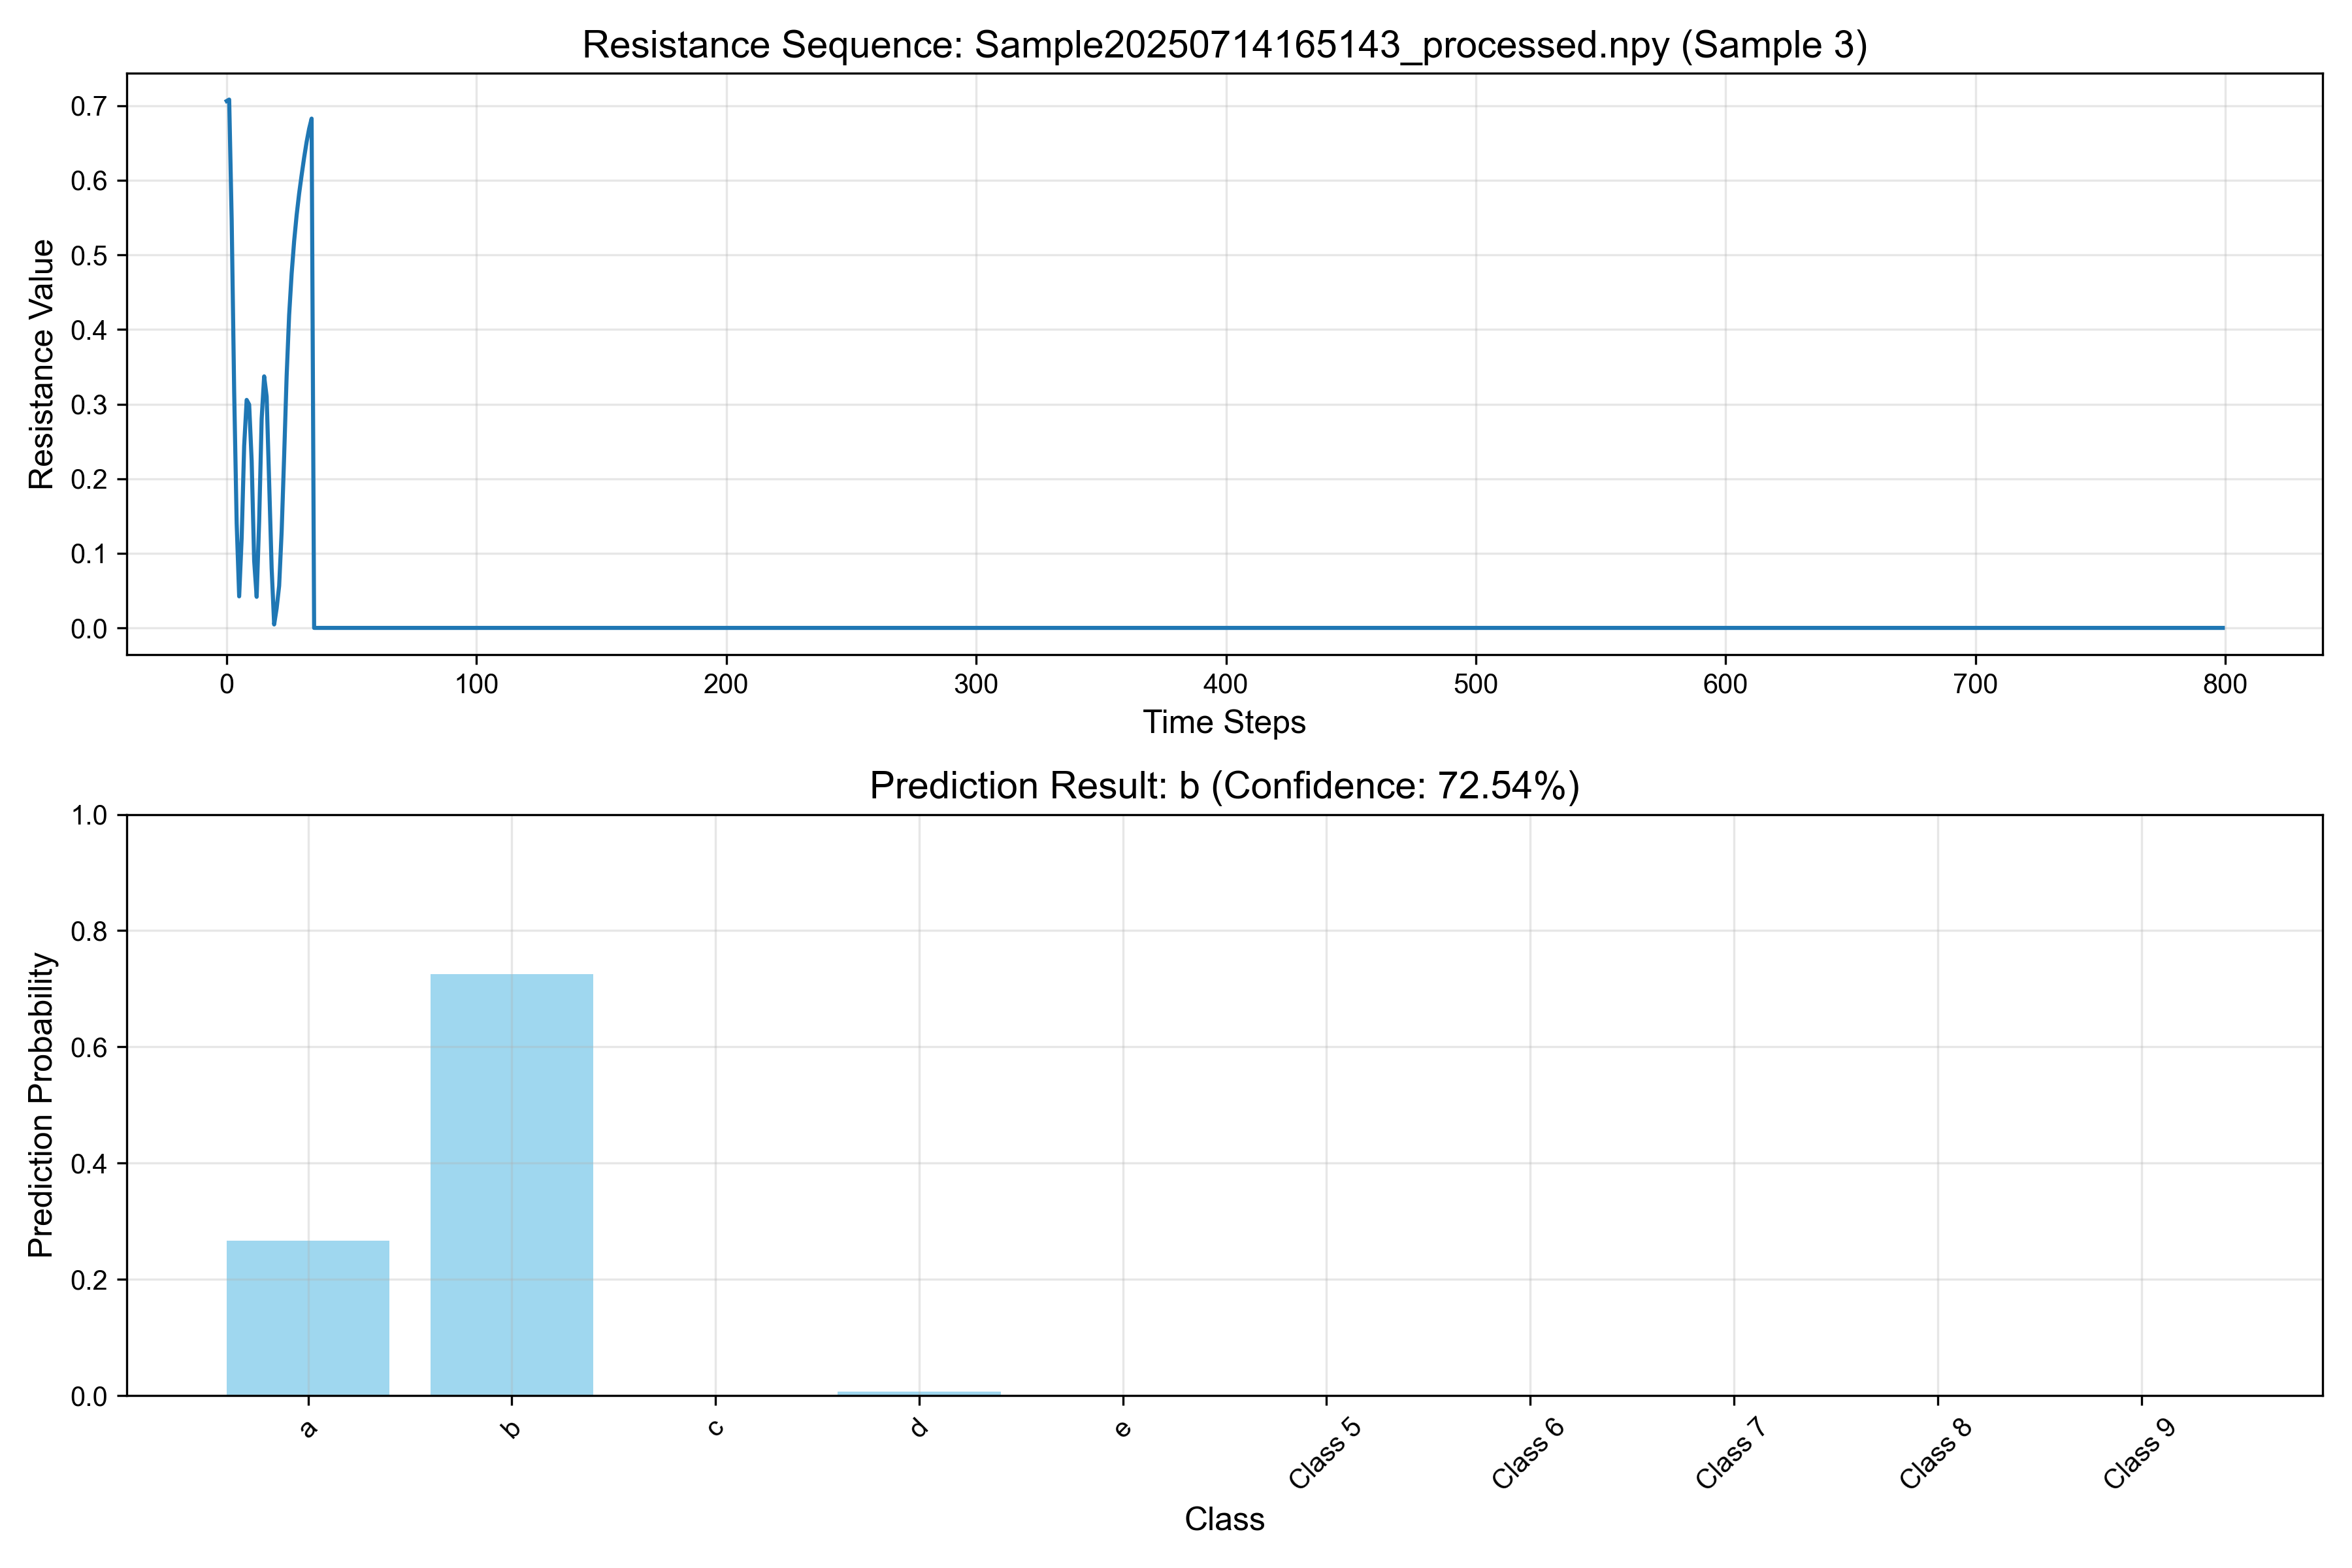 Resistance Sequence: Sample20250714165143_processed.npy (Sample 3)
Resistance Value
0.7
0.6
0.5
0.4
0.3
0.2
0.1
0.0
0 100 200 300 400 500 600 700 800
Time Steps
Prediction Result: b (Confidence: 72.54%)
Prediction Probability
1.0
0.8
0.6
0.4
0.2
0.0
a b c d e Class 5 Class 6 Class 7 Class 8 Class 9
Class